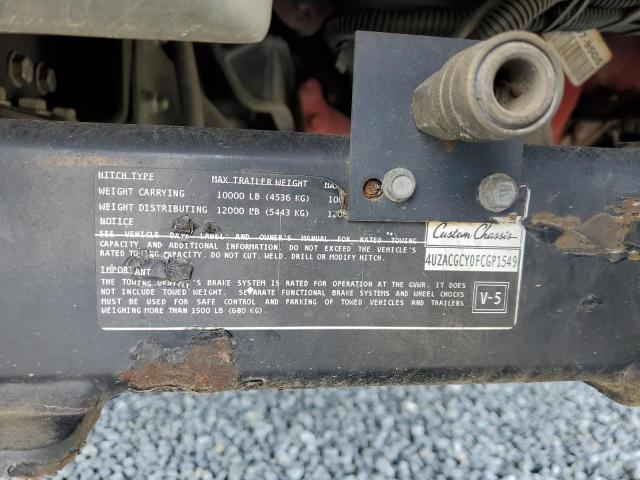 HITCH TYPE MAX TRAILER WEIGHT
WEIGHT CARRYING 10000 LB (4536 KG)
WEIGHT DISTRIBUTING 12000 LB (5443 KG)
NOTICE
SEE VEHICLE DATA LABEL AND OWNER'S MANUAL FOR RATED TOWING
CAPACITY AND ADDITIONAL INFORMATION. DO NOT EXCEED THE VEHICLE'S
RATED TOWING CAPACITY. DO NOT CUT, WELD, DRILL OR MODIFY HITCH.
IMPORTANT
THE TOWING VEHICLE'S BRAKE SYSTEM IS RATED FOR OPERATION AT THE GVWR. IT DOES
NOT INCLUDE TOWED WEIGHT. SEPARATE FUNCTIONAL BRAKE SYSTEMS AND WHEEL CHOCKS
MUST BE USED FOR SAFE CONTROL AND PARKING OF TOWED VEHICLES AND TRAILERS
WEIGHING MORE THAN 1500 LB (680 KG).
Custom Chassis
4UZACGCY0FCGP1549
V-5